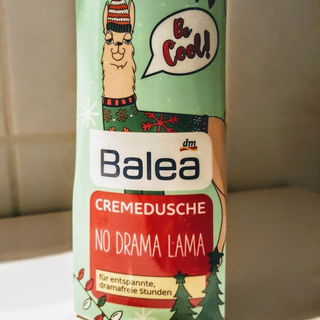 Be
Cool!
dm
Balea
CREMEDUSCHE
NO DRAMA LAMA
für entspannte,
dramafreie Stunden